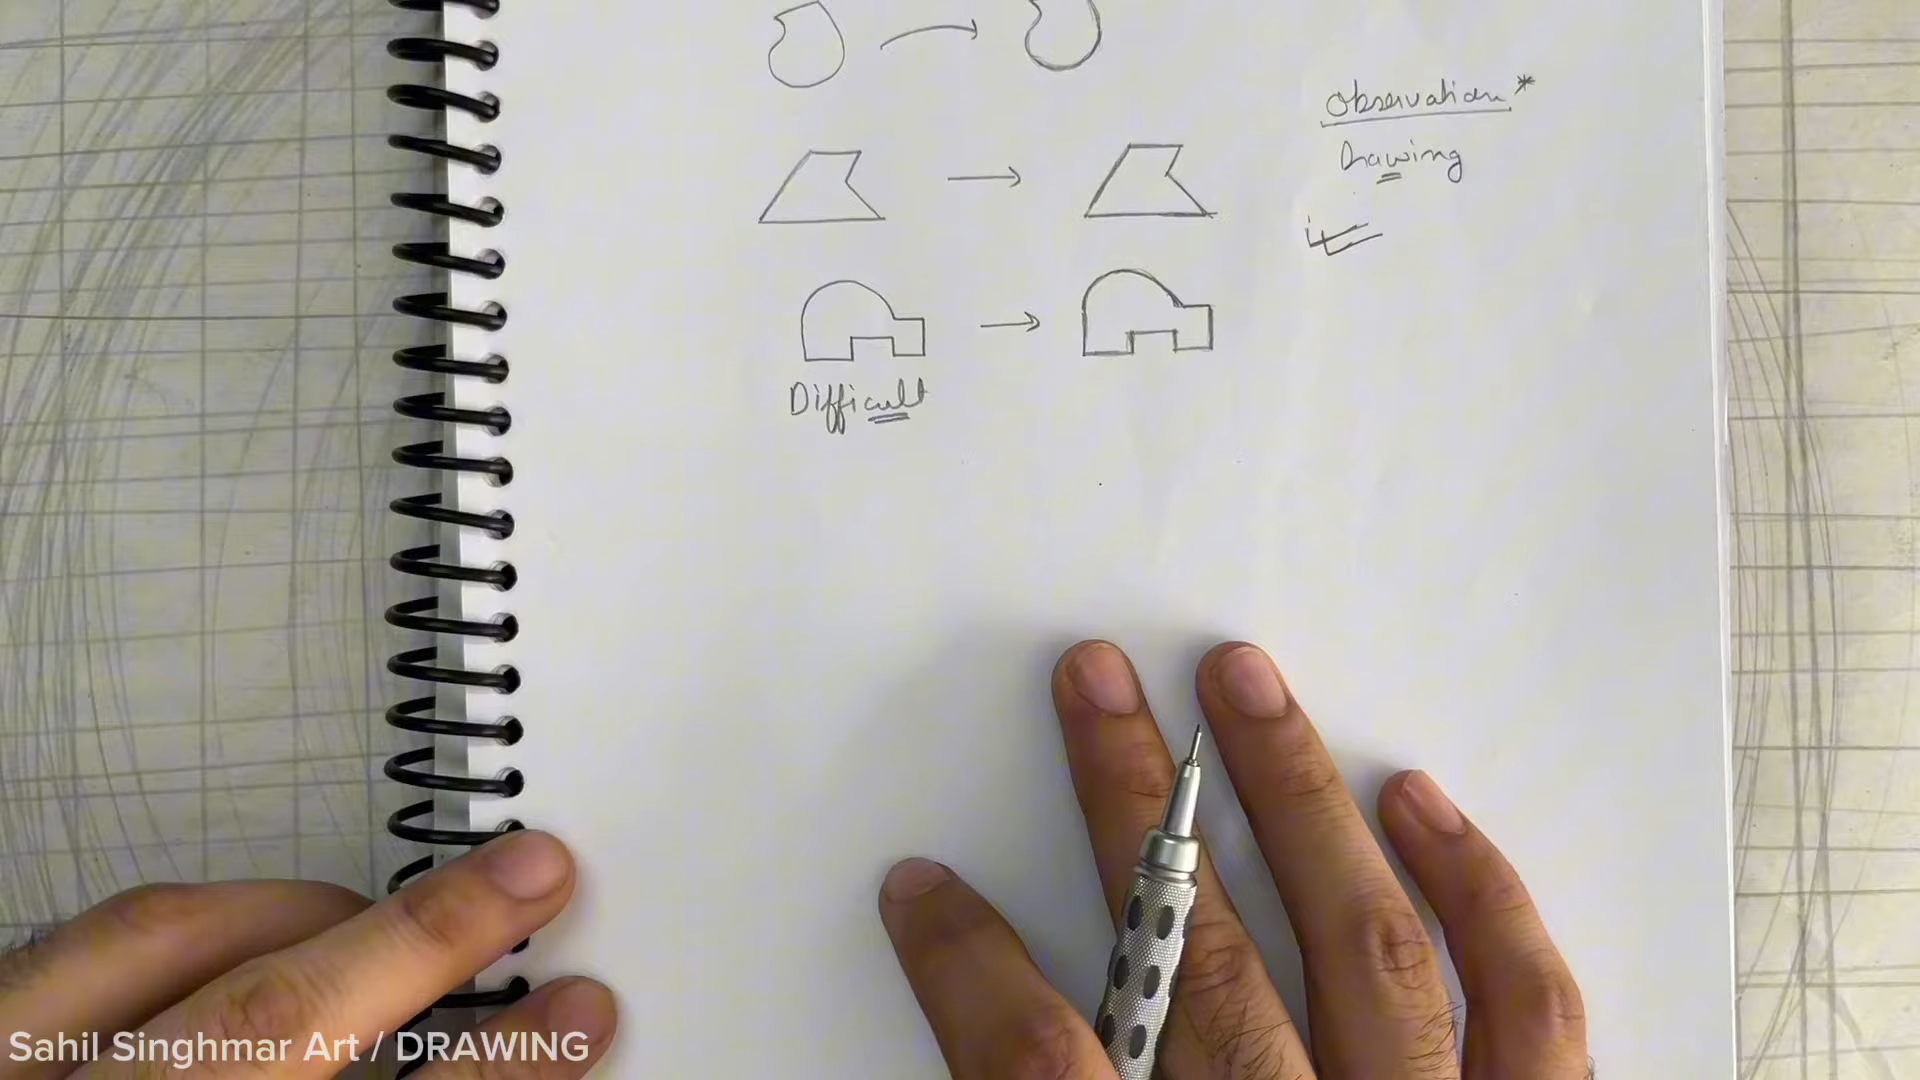 Observation*
Drawing
Difficult
Sahil Singhmar Art / DRAWING